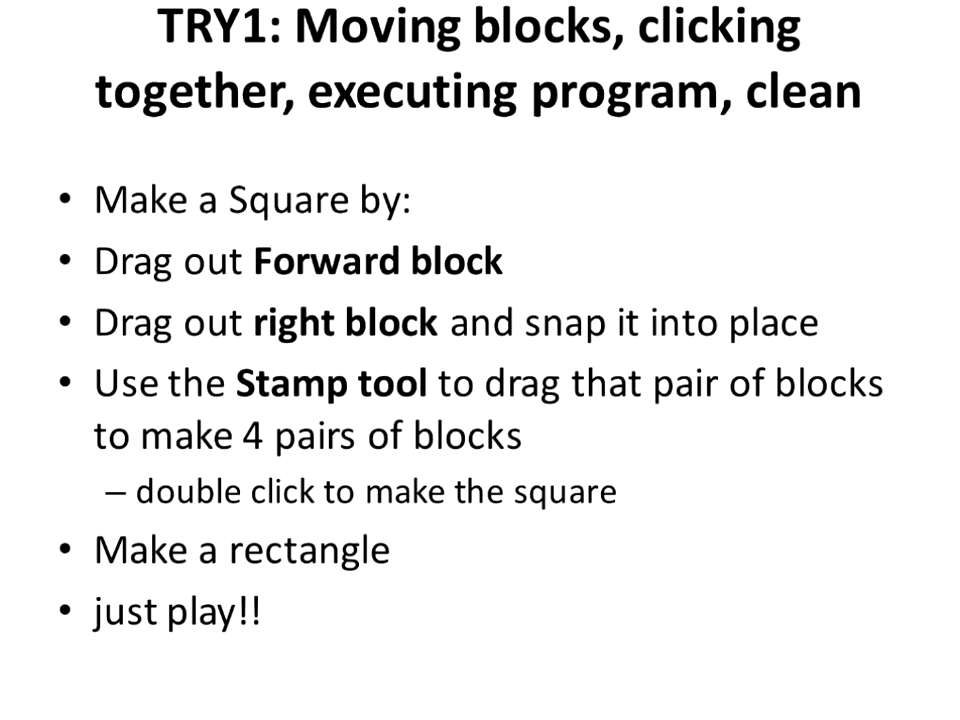 TRY1: Moving blocks, clicking
together, executing program, clean
• Make a Square by:
• Drag out Forward block
• Drag out right block and snap it into place
• Use the Stamp tool to drag that pair of blocks
to make 4 pairs of blocks
– double click to make the square
• Make a rectangle
• just play!!